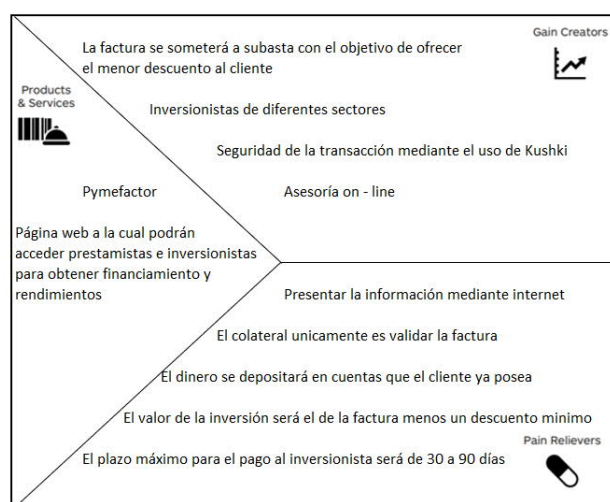 Gain Creators
La factura se someterá a subasta con el objetivo de ofrecer
el menor descuento al cliente
Products
& Services
Inversionistas de diferentes sectores
Seguridad de la transacción mediante el uso de Kushki
Pymefactor
Asesoría on - line
Página web a la cual podrán
acceder prestamistas e inversionistas
para obtener financiamiento y
rendimientos
Presentar la información mediante internet
El colateral unicamente es validar la factura
El dinero se depositará en cuentas que el cliente ya posea
El valor de la inversión será el de la factura menos un descuento minimo
Pain Relievers
El plazo máximo para el pago al inversionista será de 30 a 90 días